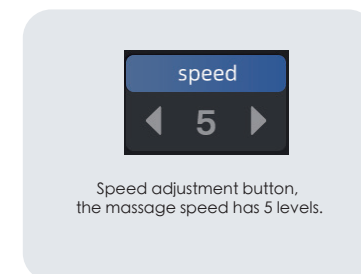 speed
5
Speed adjustment button,
the massage speed has 5 levels.